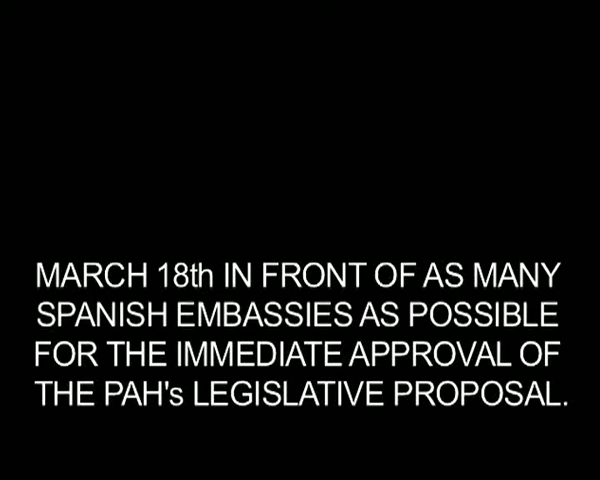 MARCH 18th IN FRONT OF AS MANY
SPANISH EMBASSIES AS POSSIBLE
FOR THE IMMEDIATE APPROVAL OF
THE PAH's LEGISLATIVE PROPOSAL.